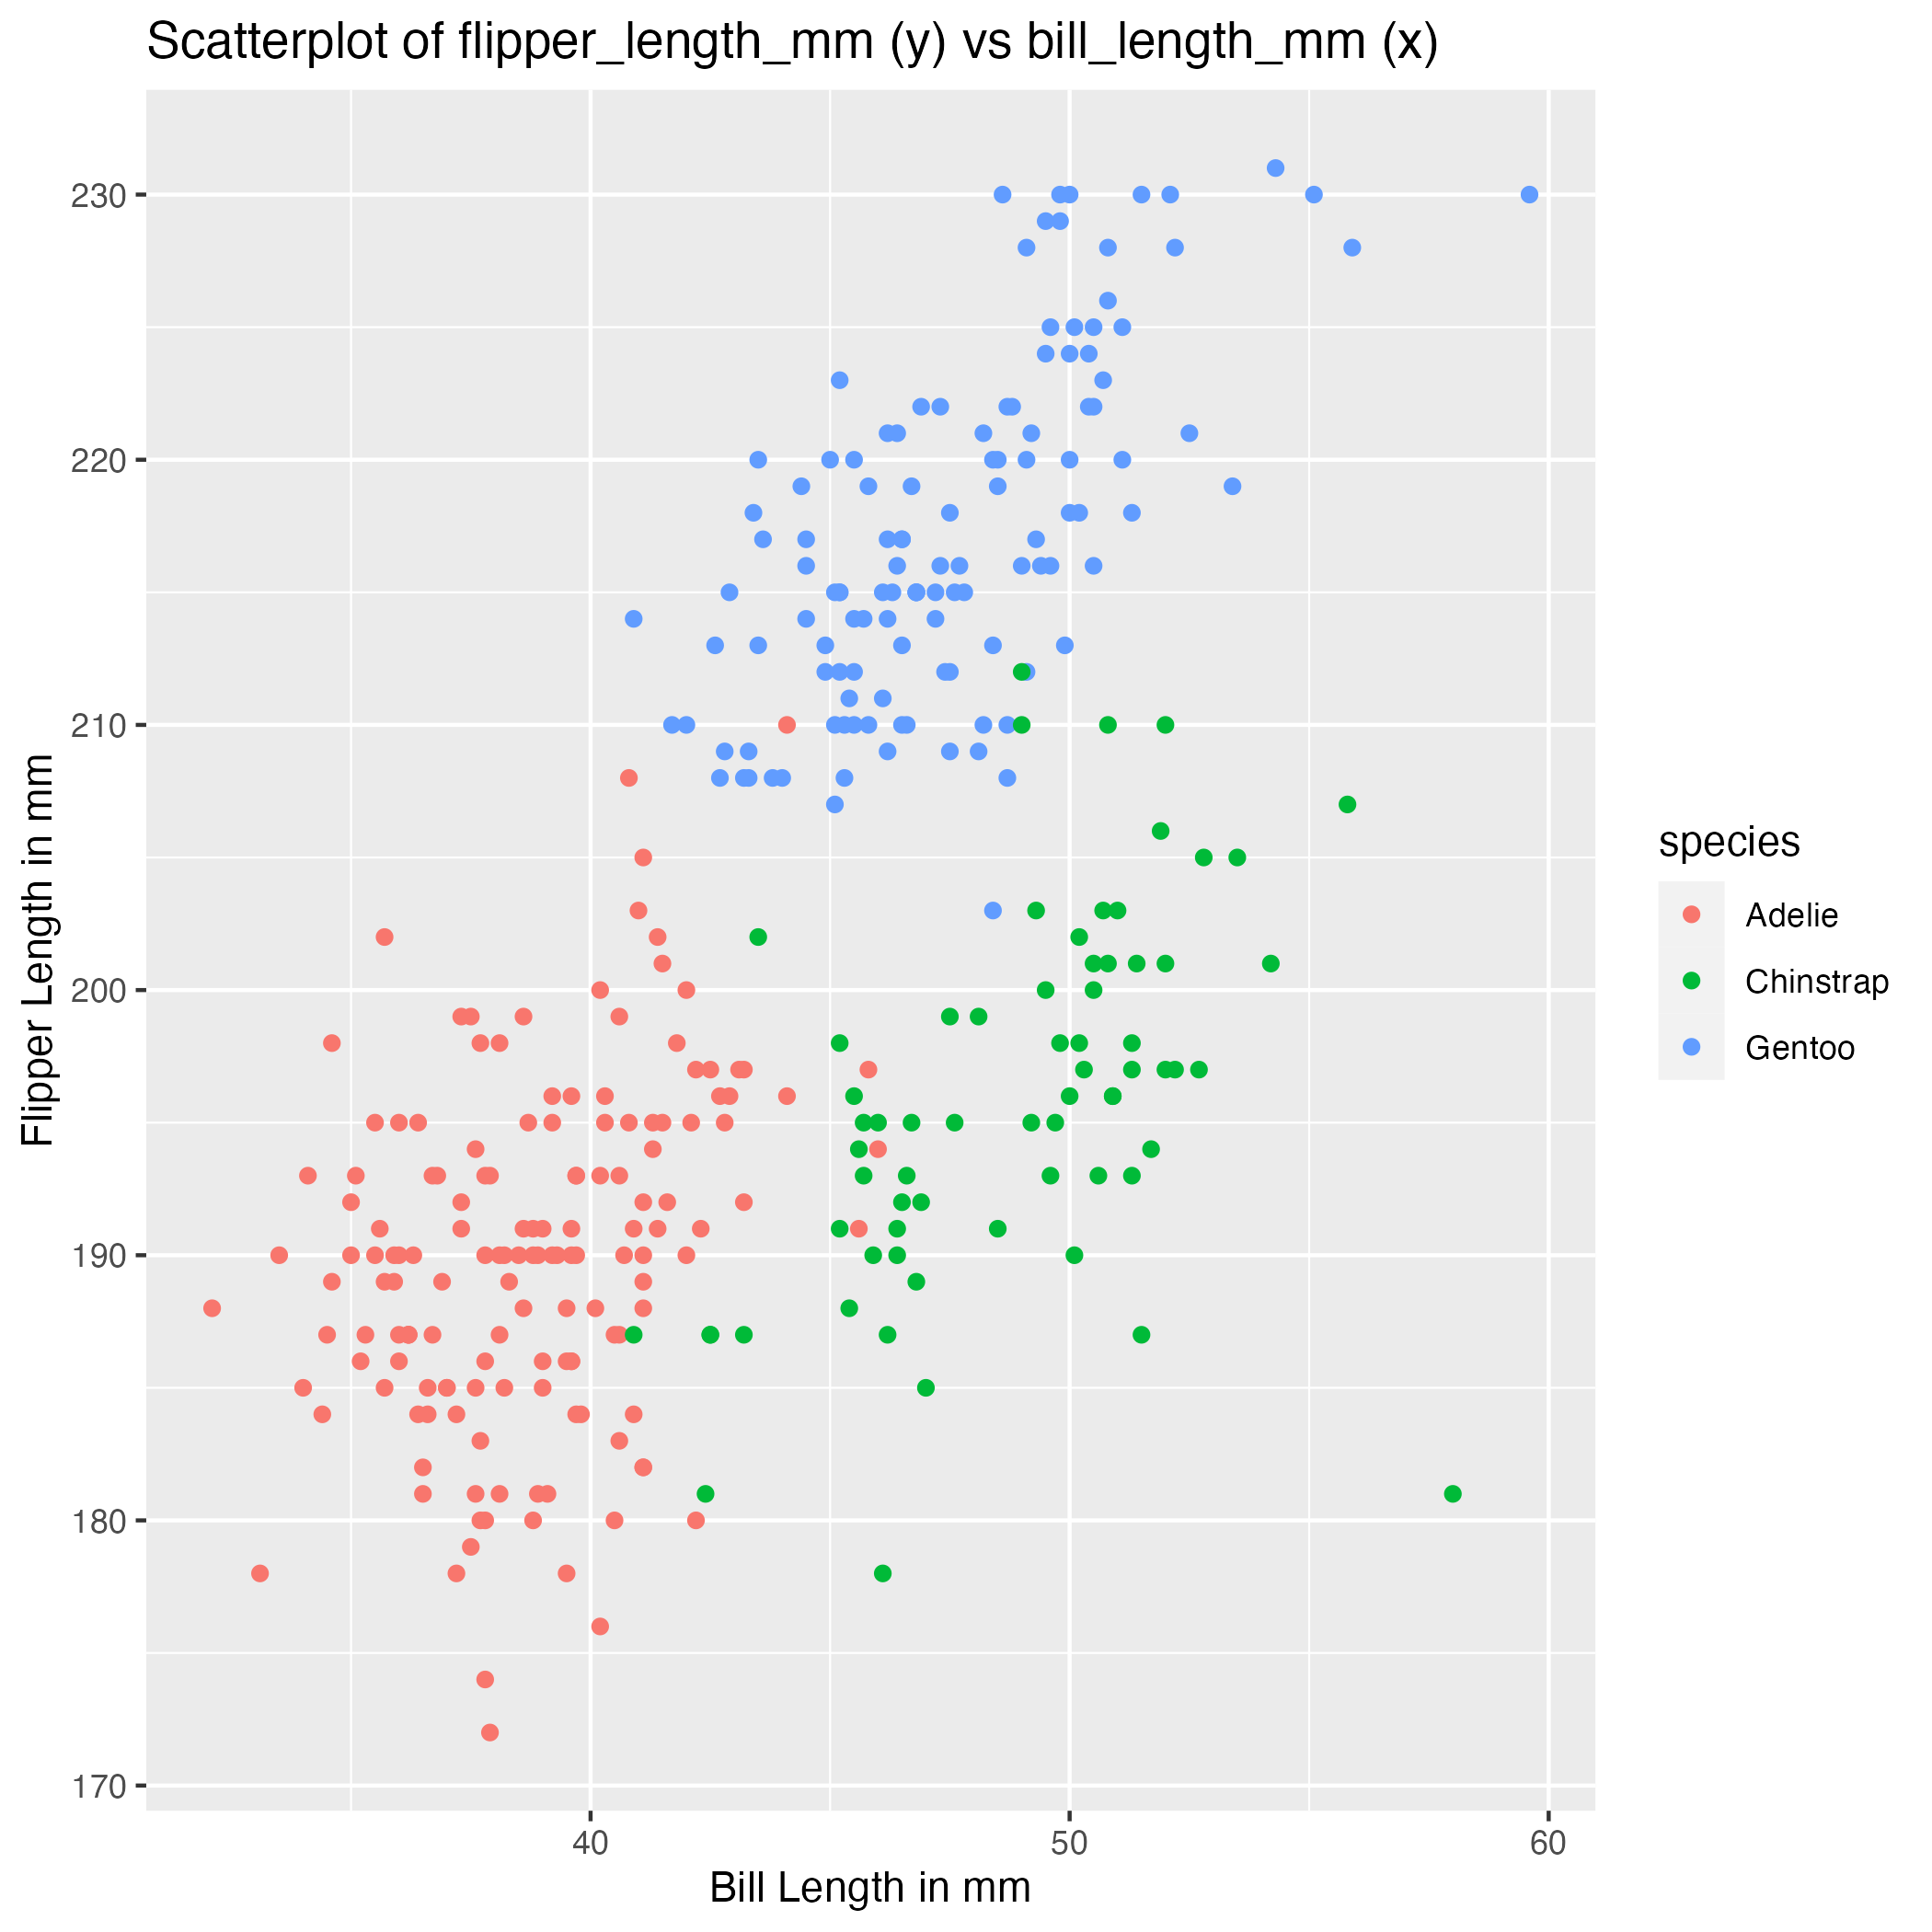 Scatterplot of flipper_length_mm (y) vs bill_length_mm (x)
230
220
210
200
190
180
170
Flipper Length in mm
40 50 60
Bill Length in mm
species
Adelie
Chinstrap
Gentoo